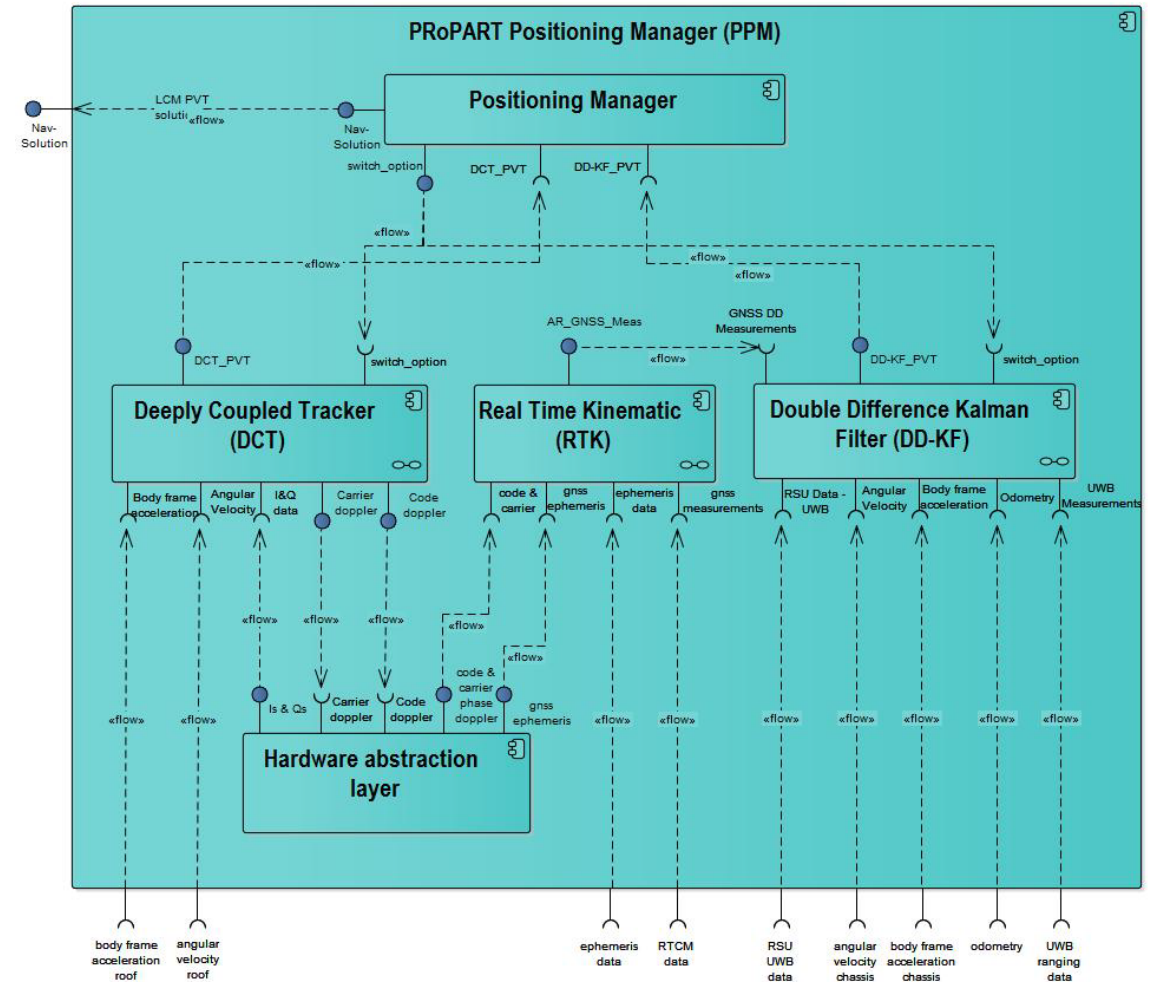 PRoPART Positioning Manager (PPM)
Positioning Manager
LCM PVT
soluti
«flow»
Nav-
Solution
Nav-
Solution
switch_option
DCT_PVT
DD-KF_PVT
«flow»
«flow»
«flow»
«flow»
AR_GNSS_Meas
GNSS DD
Measurements
«flow»
DCT_PVT
switch_option
DD-KF_PVT
switch_option
Deeply Coupled Tracker
(DCT)
Real Time Kinematic
(RTK)
Double Difference Kalman
Filter (DD-KF)
Body frame
acceleration
Angular
Velocity
I&Q
data
Carrier
doppler
Code
doppler
code &
carrier
gnss
ephemeris
ephemeris
data
gnss
measurements
RSU Data -
UWB
Angular
Velocity
Body frame
acceleration
Odometry
UWB
Measurements
«flow»
«flow»
«flow»
«flow»
«flow»
Is & Qs
Carrier
doppler
Code
doppler
code &
carrier
phase
doppler
gnss
ephemeris
«flow»
«flow»
«flow»
«flow»
«flow»
«flow»
«flow»
«flow»
«flow»
Hardware abstraction
layer
body frame
acceleration
roof
angular
velocity
roof
ephemeris
data
RTCM
data
RSU
UWB
data
angular
velocity
chassis
body frame
acceleration
chassis
odometry
UWB
ranging
data